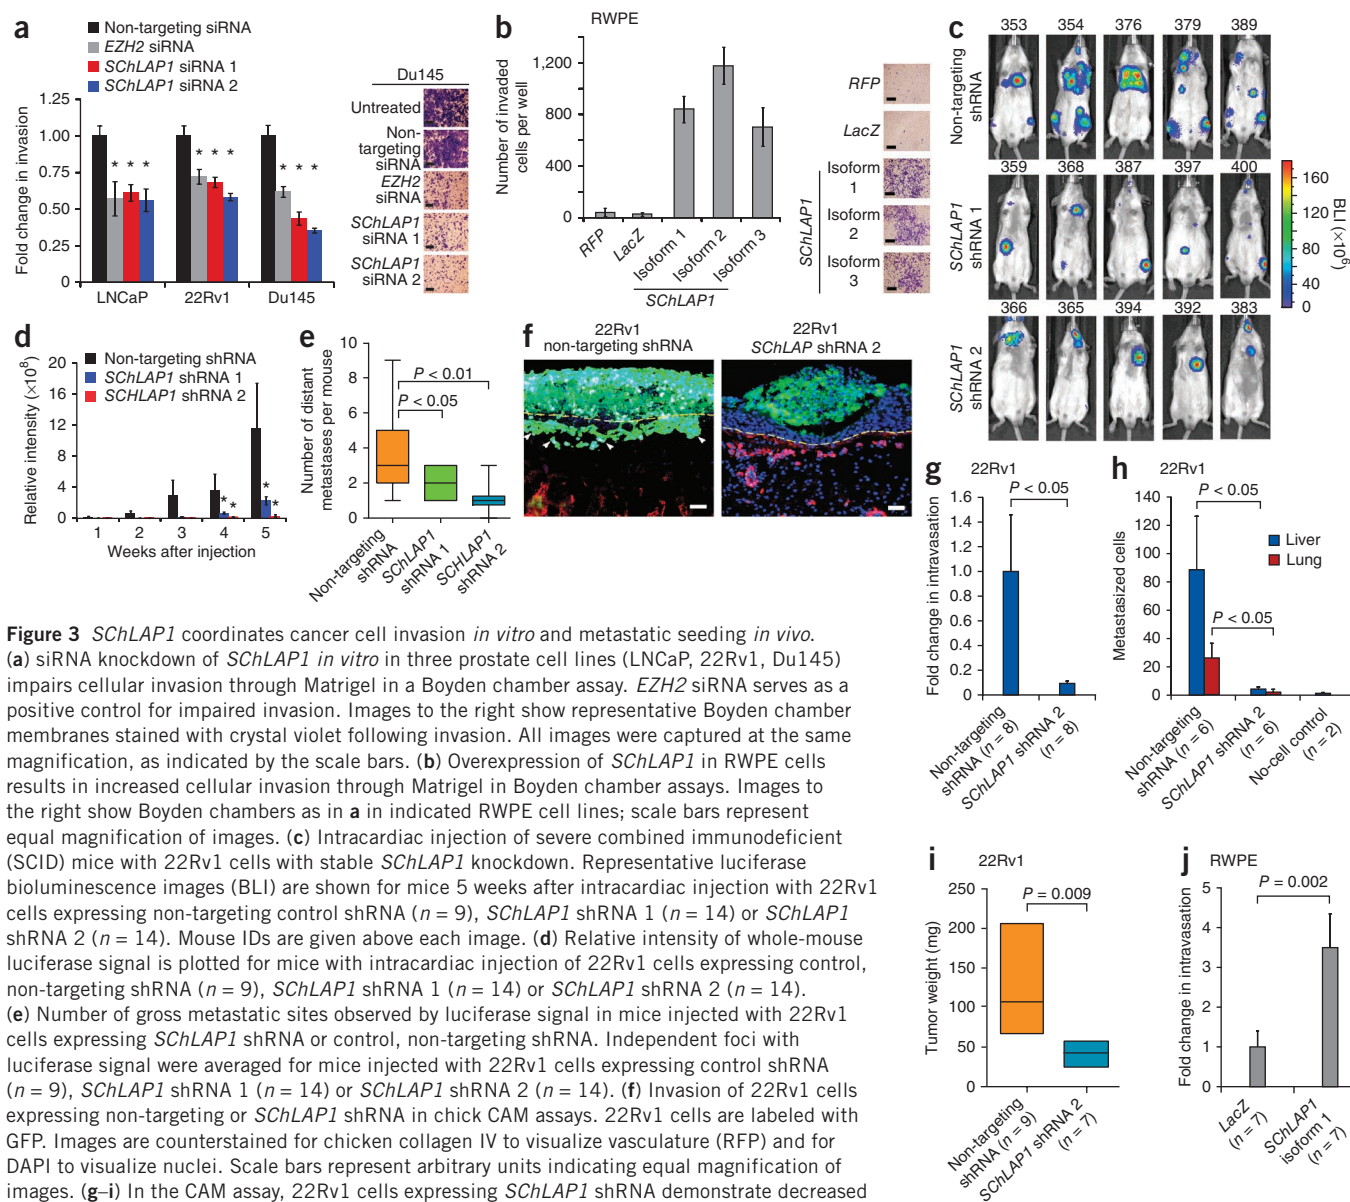 a
Non-targeting siRNA
EZH2 siRNA
SChLAP1 siRNA 1
SChLAP1 siRNA 2
Fold change in invasion
1.25
1.00
0.75
0.50
0.25
0
* * *
* * *
* * *
LNCaP
22Rv1
Du145
Du145
Untreated
Non-
targeting
siRNA
EZH2
siRNA
SChLAP1
siRNA 1
SChLAP1
siRNA 2
b
RWPE
Number of invaded
cells per well
1,200
800
400
0
RFP
LacZ
Isoform 1
Isoform 2
Isoform 3
SChLAP1
RFP
LacZ
Isoform
1
Isoform
2
Isoform
3
SChLAP1
c
353 354 376 379 389
Non-targeting
shRNA
359 368 387 397 400
SChLAP1
shRNA 1
366 365 394 392 383
SChLAP1
shRNA 2
160
120
80
40
0
BLI (×10⁶)
d
Non-targeting shRNA
SChLAP1 shRNA 1
SCHLAP1 shRNA 2
Relative intensity (×10⁸)
20
16
12
8
4
0
* *
* *
1 2 3 4 5
Weeks after injection
e
Number of distant
metastases per mouse
10
8
6
4
2
0
P < 0.01
P < 0.05
Non-targeting
shRNA
SChLAP1
shRNA 1
SCHLAP1
shRNA 2
f
22Rv1
non-targeting shRNA
22Rv1
SChLAP shRNA 2
g
22Rv1
P < 0.05
Fold change in intravasation
1.6
1.4
1.2
1.0
0.8
0.6
0.4
0.2
0
Non-targeting
shRNA (n = 8)
SChLAP1 shRNA 2
(n = 8)
h
22Rv1
P < 0.05
Liver
Lung
P < 0.05
Metastasized cells
140
120
100
80
60
40
20
0
Non-targeting
shRNA (n = 6)
SChLAP1 shRNA 2
(n = 6)
No-cell control
(n = 2)
i
22Rv1
P = 0.009
Tumor weight (mg)
250
200
150
100
50
0
Non-targeting
shRNA (n = 9)
SChLAP1 shRNA 2
(n = 7)
j
RWPE
P = 0.002
Fold change in intravasation
5
4
3
2
1
0
LacZ
(n = 7)
SChLAP1
isoform 1
(n = 7)
Figure 3 SChLAP1 coordinates cancer cell invasion in vitro and metastatic seeding in vivo.
(a) siRNA knockdown of SChLAP1 in vitro in three prostate cell lines (LNCaP, 22Rv1, Du145)
impairs cellular invasion through Matrigel in a Boyden chamber assay. EZH2 siRNA serves as a
positive control for impaired invasion. Images to the right show representative Boyden chamber
membranes stained with crystal violet following invasion. All images were captured at the same
magnification, as indicated by the scale bars. (b) Overexpression of SChLAP1 in RWPE cells
results in increased cellular invasion through Matrigel in Boyden chamber assays. Images to
the right show Boyden chambers as in a in indicated RWPE cell lines; scale bars represent
equal magnification of images. (c) Intracardiac injection of severe combined immunodeficient
(SCID) mice with 22Rv1 cells with stable SChLAP1 knockdown. Representative luciferase
bioluminescence images (BLI) are shown for mice 5 weeks after intracardiac injection with 22Rv1
cells expressing non-targeting control shRNA (n = 9), SChLAP1 shRNA 1 (n = 14) or SChLAP1
shRNA 2 (n = 14). Mouse IDs are given above each image. (d) Relative intensity of whole-mouse
luciferase signal is plotted for mice with intracardiac injection of 22Rv1 cells expressing control,
non-targeting shRNA (n = 9), SChLAP1 shRNA 1 (n = 14) or SChLAP1 shRNA 2 (n = 14).
(e) Number of gross metastatic sites observed by luciferase signal in mice injected with 22Rv1
cells expressing SChLAP1 shRNA or control, non-targeting shRNA. Independent foci with
luciferase signal were averaged for mice injected with 22Rv1 cells expressing control shRNA
(n = 9), SChLAP1 shRNA 1 (n = 14) or SChLAP1 shRNA 2 (n = 14). (f) Invasion of 22Rv1 cells
expressing non-targeting or SChLAP1 shRNA in chick CAM assays. 22Rv1 cells are labeled with
GFP. Images are counterstained for chicken collagen IV to visualize vasculature (RFP) and for
DAPI to visualize nuclei. Scale bars represent arbitrary units indicating equal magnification of
images. (g–i) In the CAM assay, 22Rv1 cells expressing SChLAP1 shRNA demonstrate decreased